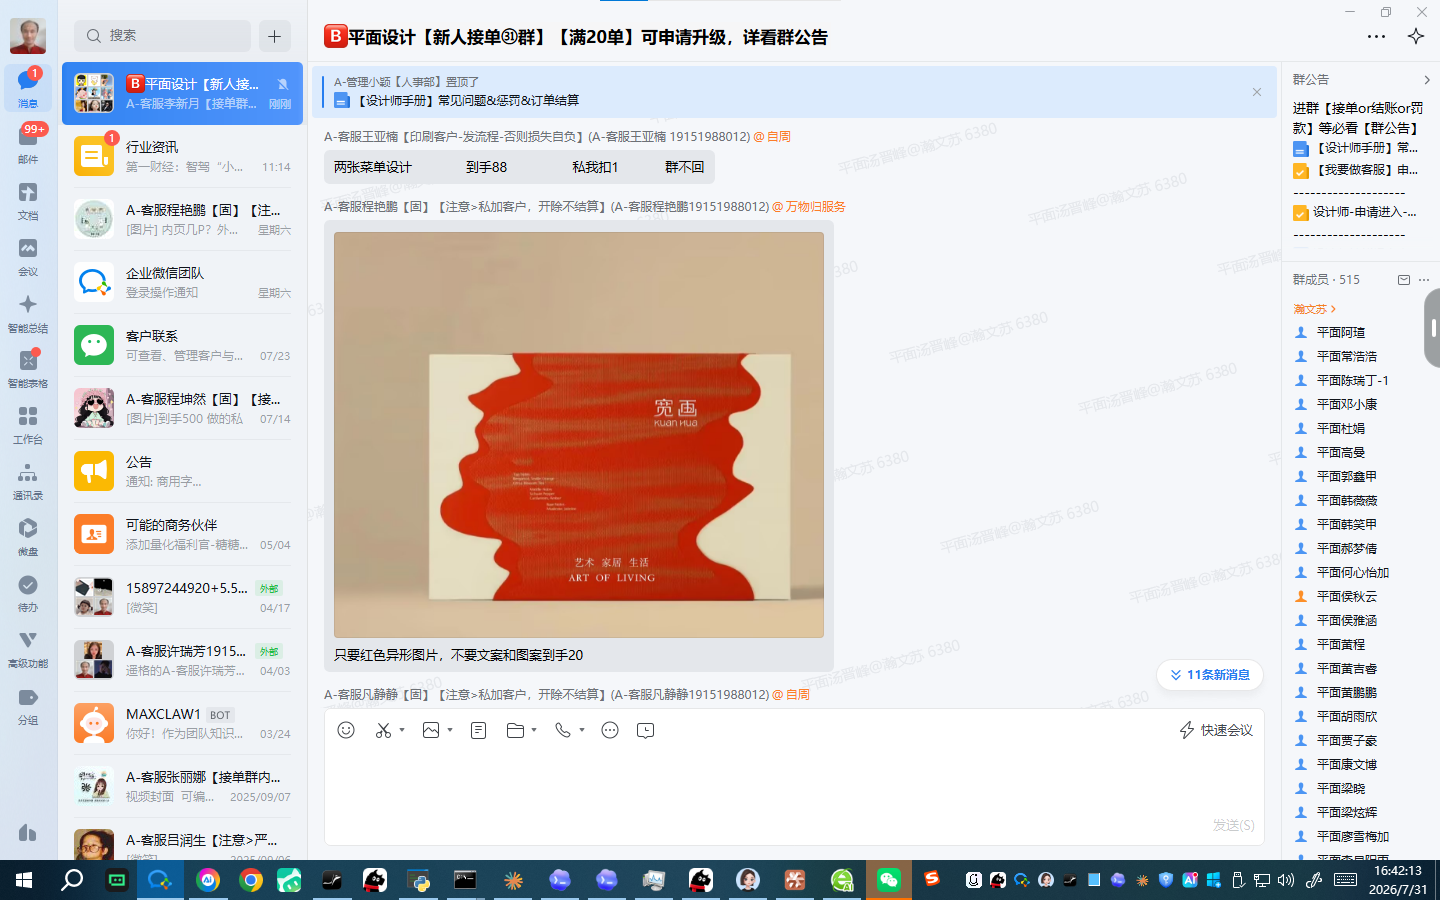 搜索
B平面设计【新人接单㉛群】【满20单】可申请升级，详看群公告
1
消息
99+
邮件
文档
会议
智能总结
智能表格
工作台
通讯录
微盘
待办
高级功能
分组
B平面设计【新人接...
A-客服李新月【接单群... 刚刚
1
行业资讯
第一财经：智驾“小... 11:14
A-客服程艳鹏【固】【注...
[图片] 内页几P？外... 星期六
企业微信团队
登录操作通知 星期六
客户联系
可查看、管理客户与... 07/23
A-客服程坤然【固】【接...
[图片]到手500 做的私 07/14
公告
通知: 商用字...
可能的商务伙伴
添加量化福利官-糖糖... 05/04
15897244920+5.5... 外部
[微笑] 04/17
A-客服许瑞芳1915... 外部
遥格的A-客服许瑞芳... 04/03
MAXCLAW1 BOT
你好！作为团队知识... 03/24
A-客服张丽娜【接单群内...
视频封面 可编... 2025/09/07
A-客服吕润生【注意>严...
A-管理小颖【人事部】置顶了
【设计师手册】常见问题&惩罚&订单结算
A-客服王亚楠【印刷客户-发流程-否则损失自负】(A-客服王亚楠 19151988012) @自周
两张菜单设计 到手88 私我扣1 群不回
A-客服程艳鹏【固】【注意>私加客户，开除不结算】(A-客服程艳鹏19151988012) @万物归服务
宽画
KUAN HUA
艺术 家居 生活
ART OF LIVING
只要红色异形图片，不要文案和图案到手20
11条新消息
A-客服凡静静【固】【注意>私加客户，开除不结算】(A-客服凡静静19151988012) @自周
快速会议
发送(S)
平面汤晋峰@瀚文苏 6380
群公告
进群【接单or结账or罚
款】等必看【群公告】
【设计师手册】常...
【我要做客服】申...
--------------------
设计师-申请进入-...
--------------------
群成员 · 515
瀚文苏
平面阿瑄
平面常浩浩
平面陈瑞丁-1
平面邓小康
平面杜娟
平面高曼
平面郭鑫甲
平面韩薇薇
平面韩笑甲
平面郝梦倩
平面何心怡加
平面侯秋云
平面侯雅涵
平面黄程
平面黄吉睿
平面黄鹏鹏
平面胡雨欣
平面贾子豪
平面康文博
平面梁晓
平面梁炫辉
平面廖雪梅加
16:42:13
2026/7/31